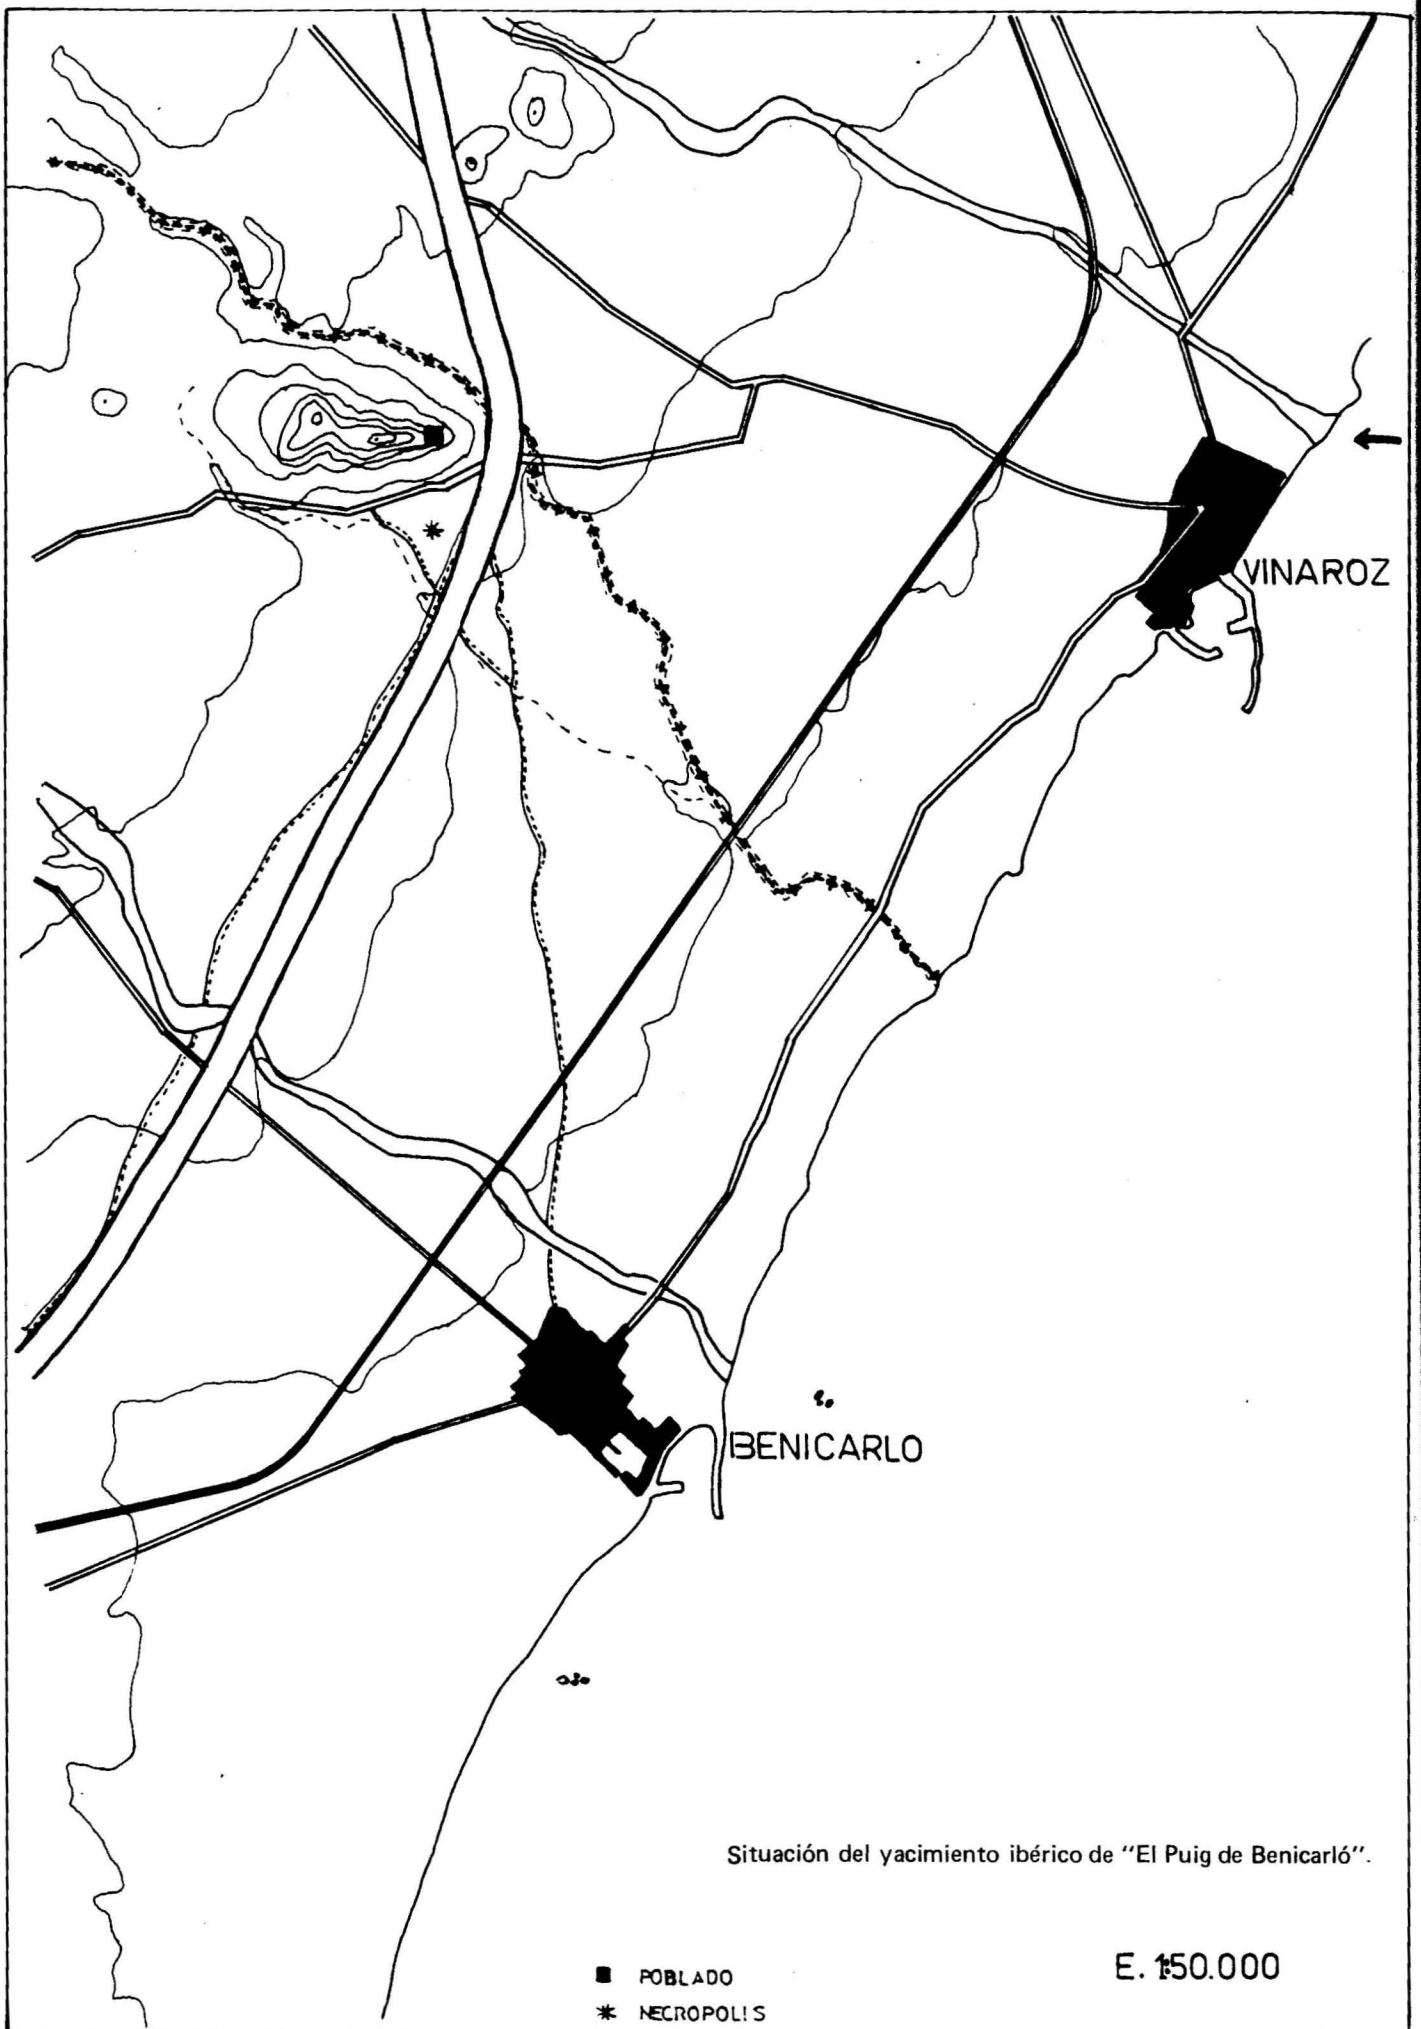 VINAROZ
BENICARLO
Situación del yacimiento ibérico de “El Puig de Benicarló”.
E. 1:50.000
POBLADO
NECROPOLIS